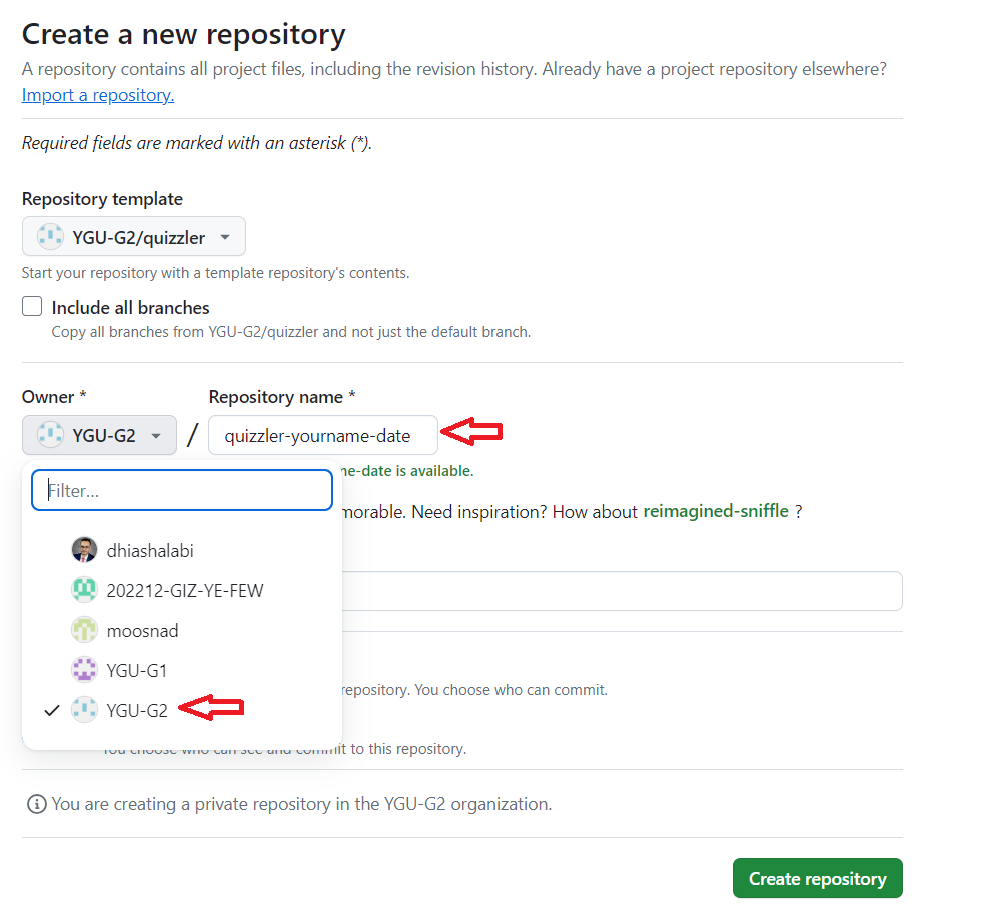 Create a new repository
A repository contains all project files, including the revision history. Already have a project repository elsewhere?
Import a repository.
Required fields are marked with an asterisk (*).
Repository template
YGU-G2/quizzler
Start your repository with a template repository's contents.
Include all branches
Copy all branches from YGU-G2/quizzler and not just the default branch.
Owner * Repository name *
YGU-G2 / quizzler-yourname-date
me-date is available.
Filter...
morable. Need inspiration? How about reimagined-sniffle ?
dhiashalabi
202212-GIZ-YE-FEW
moosnad
YGU-G1
repository. You choose who can commit.
YGU-G2
You choose who can see and commit to this repository.
You are creating a private repository in the YGU-G2 organization.
Create repository